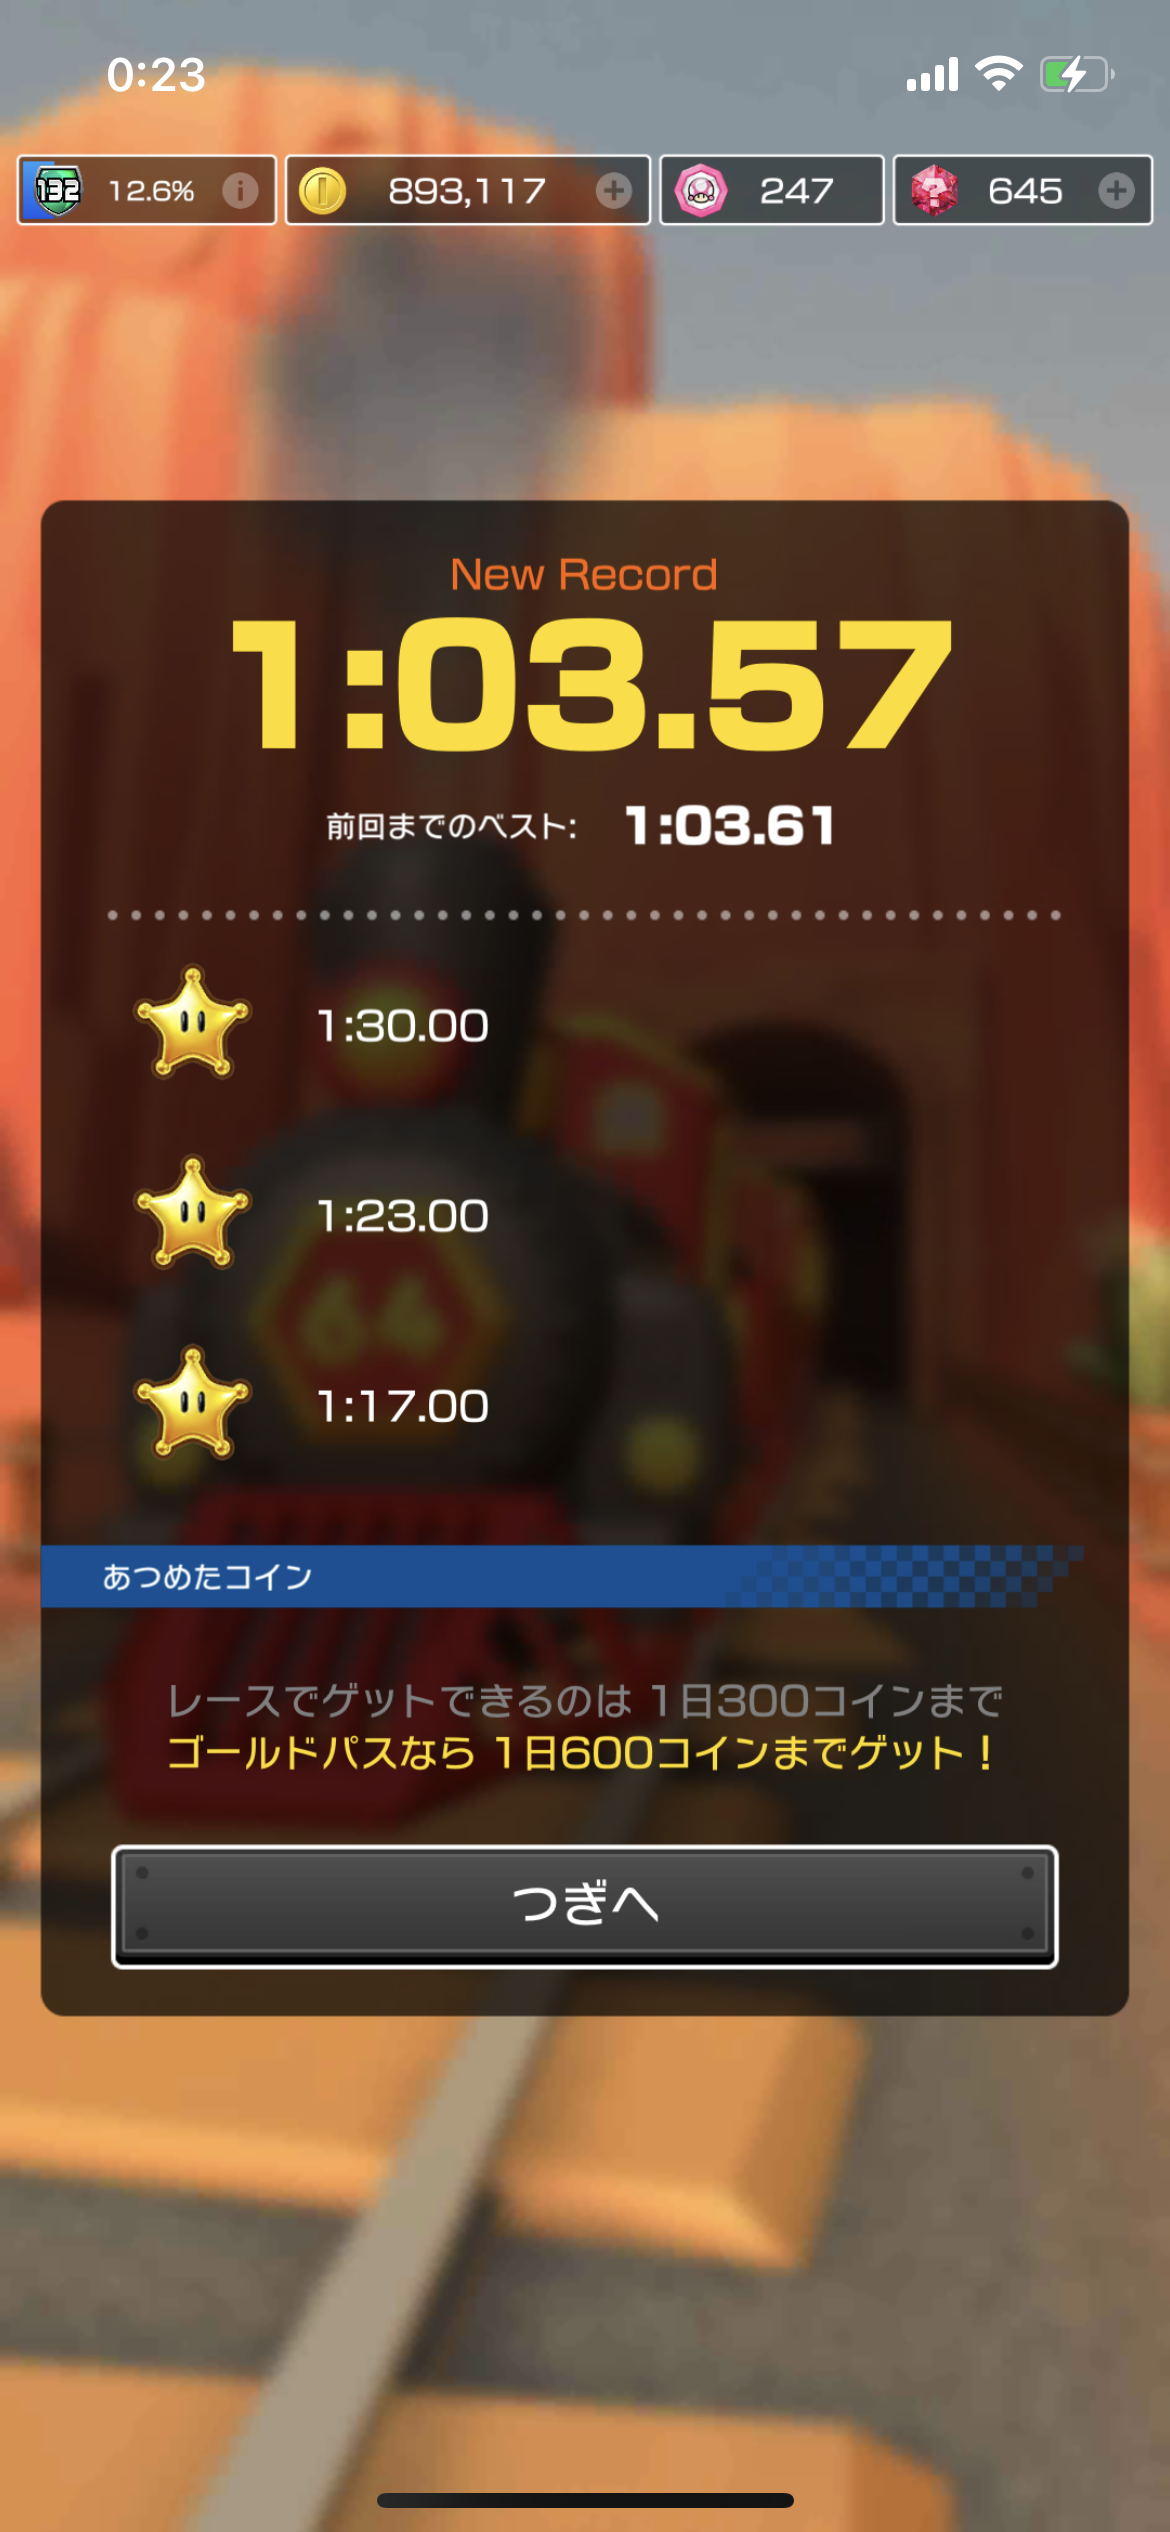 0:23
132 12.6% i 893,117 + 247 ? 645 +
New Record
1:03.57
前回までのベスト: 1:03.61
1:30.00
1:23.00
1:17.00
64
あつめたコイン
レースでゲットできるのは 1日300コインまで
ゴールドパスなら 1日600コインまでゲット！
つぎへ